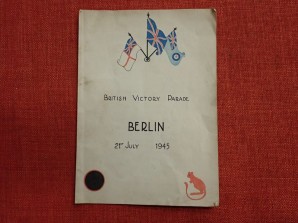 BRITISH VICTORY PARADE
BERLIN
21ST JULY 1945